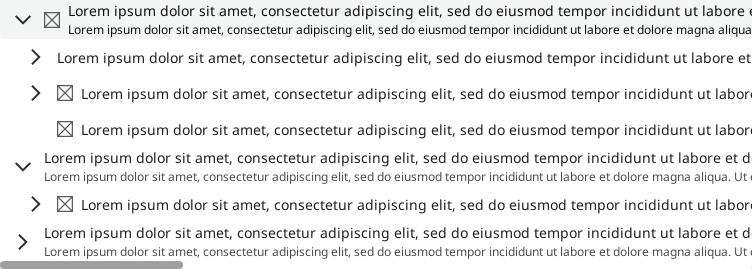 Lorem ipsum dolor sit amet, consectetur adipiscing elit, sed do eiusmod tempor incididunt ut labore
Lorem ipsum dolor sit amet, consectetur adipiscing elit, sed do eiusmod tempor incididunt ut labore et dolore magna aliqua
Lorem ipsum dolor sit amet, consectetur adipiscing elit, sed do eiusmod tempor incididunt ut labore et
Lorem ipsum dolor sit amet, consectetur adipiscing elit, sed do eiusmod tempor incididunt ut labor
Lorem ipsum dolor sit amet, consectetur adipiscing elit, sed do eiusmod tempor incididunt ut labor
Lorem ipsum dolor sit amet, consectetur adipiscing elit, sed do eiusmod tempor incididunt ut labore et d
Lorem ipsum dolor sit amet, consectetur adipiscing elit, sed do eiusmod tempor incididunt ut labore et dolore magna aliqua. Ut
Lorem ipsum dolor sit amet, consectetur adipiscing elit, sed do eiusmod tempor incididunt ut labor
Lorem ipsum dolor sit amet, consectetur adipiscing elit, sed do eiusmod tempor incididunt ut labore et d
Lorem ipsum dolor sit amet, consectetur adipiscing elit, sed do eiusmod tempor incididunt ut labore et dolore magna aliqua. Ut